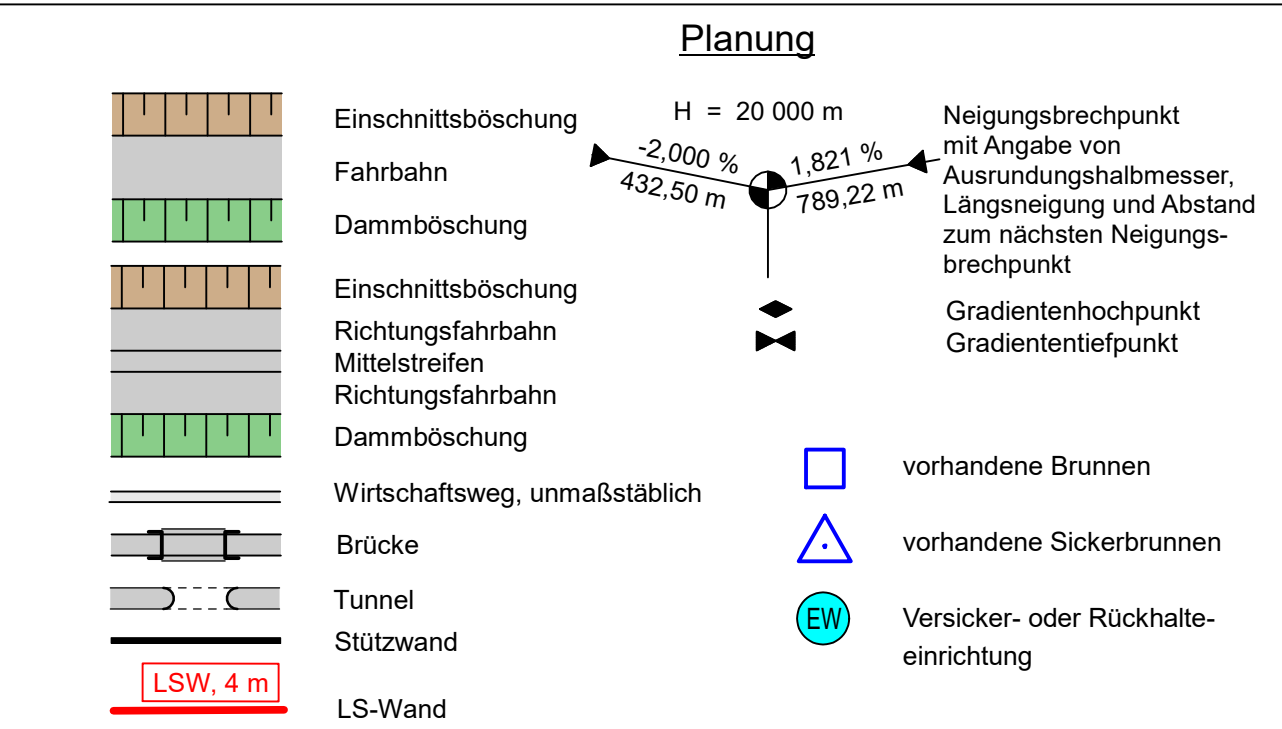 Planung
Einschnittsböschung
Fahrbahn
Dammböschung
Einschnittsböschung
Richtungsfahrbahn
Mittelstreifen
Richtungsfahrbahn
Dammböschung
Wirtschaftsweg, unmaßstäblich
Brücke
Tunnel
Stützwand
LSW, 4 m
LS-Wand
H = 20 000 m
-2,000 %
432,50 m
1,821 %
789,22 m
Neigungsbrechpunkt
mit Angabe von
Ausrundungshalbmesser,
Längsneigung und Abstand
zum nächsten Neigungs-
brechpunkt
Gradientenhochpunkt
Gradiententiefpunkt
vorhandene Brunnen
vorhandene Sickerbrunnen
EW
Versicker- oder Rückhalte-
einrichtung